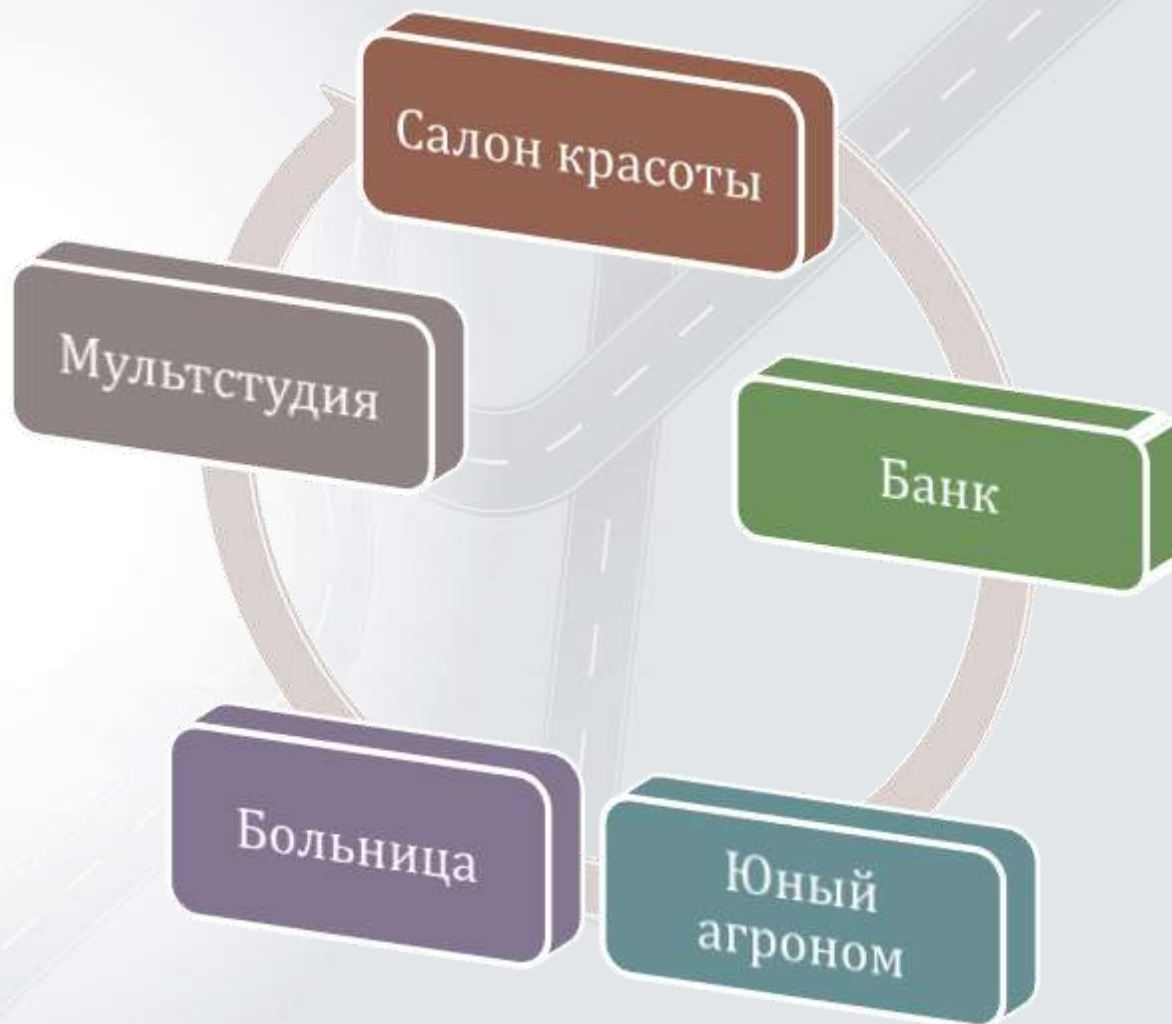 Салон красоты
Мультстудия
Банк
Больница
Юный
агроном